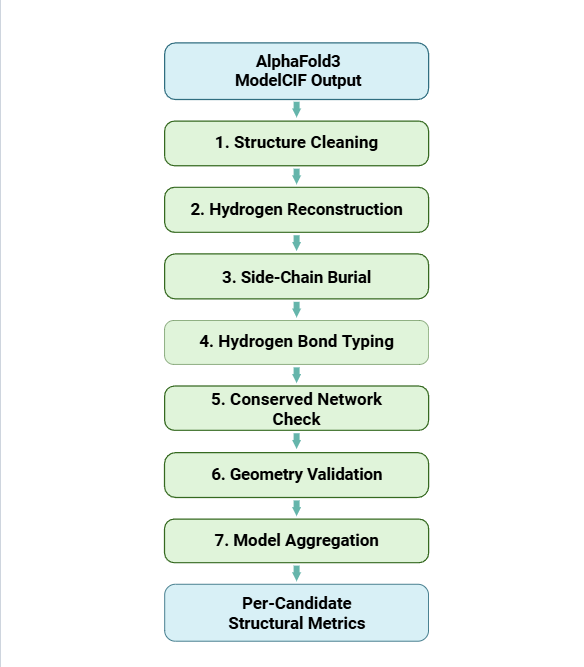 AlphaFold3
ModelCIF Output
1. Structure Cleaning
2. Hydrogen Reconstruction
3. Side-Chain Burial
4. Hydrogen Bond Typing
5. Conserved Network
Check
6. Geometry Validation
7. Model Aggregation
Per-Candidate
Structural Metrics